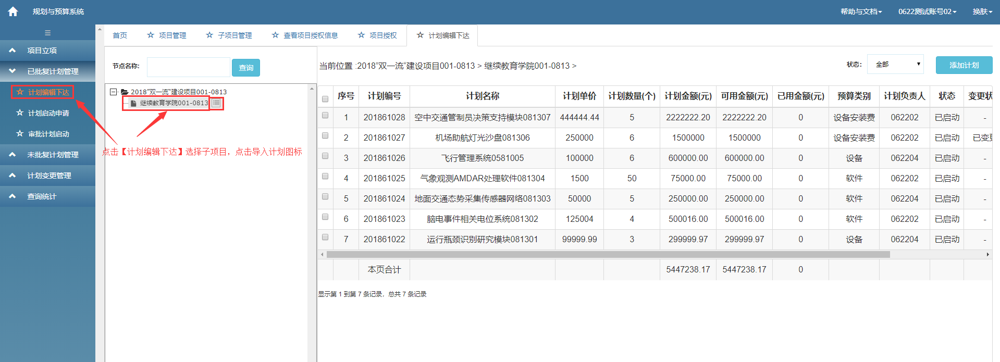 规划与预算系统
帮助与文档
0622测试账号02
换肤
首页
项目管理
子项目管理
查看项目授权信息
项目授权
计划编辑下达
项目立项
已批复计划管理
计划编辑下达
计划启动申请
审批计划启动
未批复计划管理
计划变更管理
查询统计
节点名称:
查询
2018”双一流“建设项目001-0813
继续教育学院001-0813
点击【计划编辑下达】选择子项目，点击导入计划图标
当前位置 :2018”双一流“建设项目001-0813 > 继续教育学院001-0813 >
状态:
全部
添加计划
序号 计划编号 计划名称 计划单价 计划数量(个) 计划金额(元) 可用金额(元) 已用金额(元) 预算类别 计划负责人 状态 变更状
1 201861028 空中交通管制员决策支持模块081307 444444.44 5 2222222.20 2222222.20 0 设备安装费 062202 已启动 -
2 201861027 机场助航灯光沙盘081306 250000 6 1500000 1500000 0 设备安装费 062202 已启动 已变更
3 201861026 飞行管理系统0581005 100000 6 600000.00 600000.00 0 设备 062204 已启动 -
4 201861025 气象观测AMDAR处理软件081304 1500 50 75000.00 75000.00 0 软件 062202 已启动 -
5 201861024 地面交通态势采集传感器网络081303 50000 5 250000.00 250000.00 0 软件 062204 已启动 -
6 201861023 脑电事件相关电位系统081302 125004 4 500016.00 500016.00 0 软件 062202 已启动 -
7 201861022 运行瓶颈识别研究模块081301 99999.99 3 299999.97 299999.97 0 设备 062204 已启动 -
本页合计 5447238.17 5447238.17 0
显示第 1 到第 7 条记录，总共 7 条记录